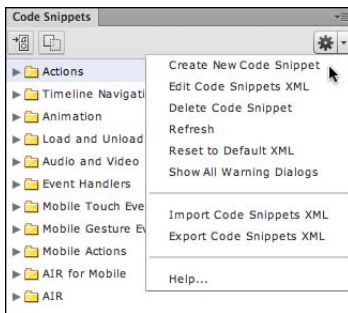 Code Snippets
Create New Code Snippet
Actions
Edit Code Snippets XML
Timeline Navigati
Delete Code Snippet
Animation
Refresh
Load and Unload
Reset to Default XML
Audio and Video
Show All Warning Dialogs
Event Handlers
Mobile Touch Eve
Import Code Snippets XML
Mobile Gesture Ev
Export Code Snippets XML
Mobile Actions
AIR for Mobile
Help...
AIR